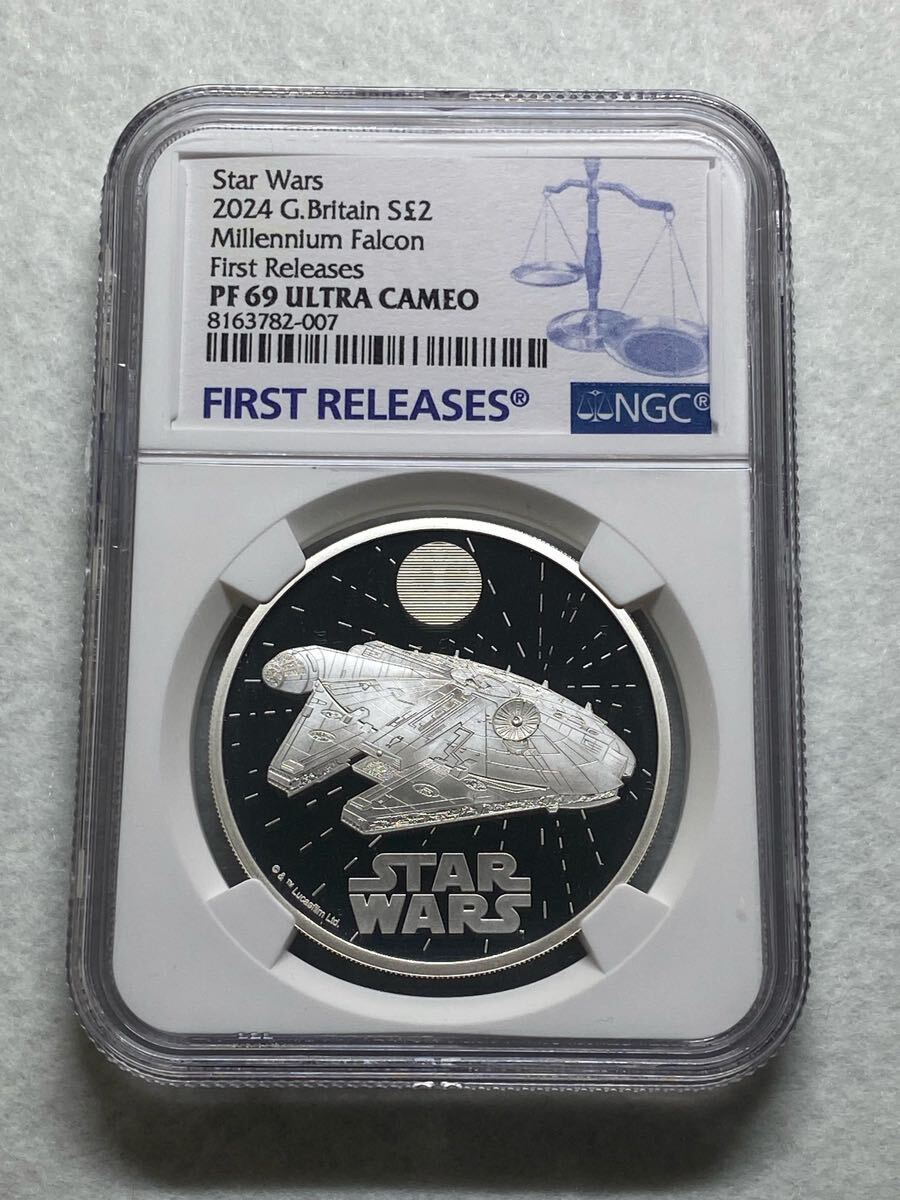 Star Wars
2024 G.Britain S£2
Millennium Falcon
First Releases
PF 69 ULTRA CAMEO
8163782-007
FIRST RELEASES®
NGC®
STAR
WARS
© & ™ Lucasfilm Ltd.